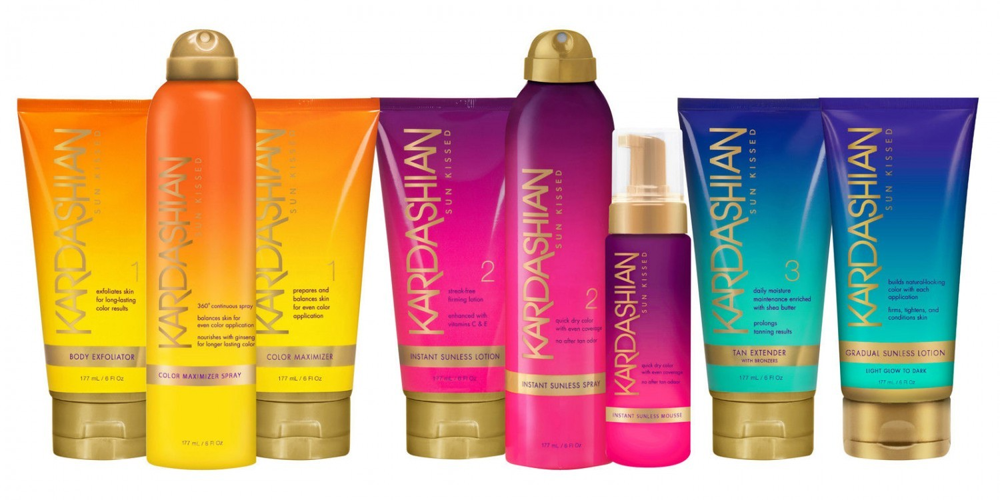 KARDASHIAN
SUN KISSED
1
exfoliates skin
for long-lasting
color results
BODY EXFOLIATOR
177 mL / 6 Fl Oz
KARDASHIAN
SUN KISSED
360° continuous spray
balances skin for
even color application
nourishes with ginseng
for longer lasting color
COLOR MAXIMIZER SPRAY
177 mL / 6 Fl Oz
KARDASHIAN
SUN KISSED
1
prepares and
balances skin
for even color
application
COLOR MAXIMIZER
177 mL / 6 Fl Oz
KARDASHIAN
SUN KISSED
2
streak-free
firming lotion
enhanced with
vitamins C & E
INSTANT SUNLESS LOTION
177 mL / 6 Fl Oz
KARDASHIAN
SUN KISSED
2
quick dry color
with even coverage
no after tan odor
INSTANT SUNLESS SPRAY
177 mL / 6 Fl Oz
KARDASHIAN
SUN KISSED
quick dry color
with even coverage
no after tan odour
INSTANT SUNLESS MOUSSE
KARDASHIAN
SUN KISSED
3
daily moisture
maintenance enriched
with shea butter
prolongs
tanning results
TAN EXTENDER
WITH BRONZERS
177 mL / 6 Fl Oz
KARDASHIAN
SUN KISSED
builds natural-looking
color with each
application
firms, tightens, and
conditions skin
GRADUAL SUNLESS LOTION
LIGHT GLOW TO DARK
177 mL / 6 Fl Oz